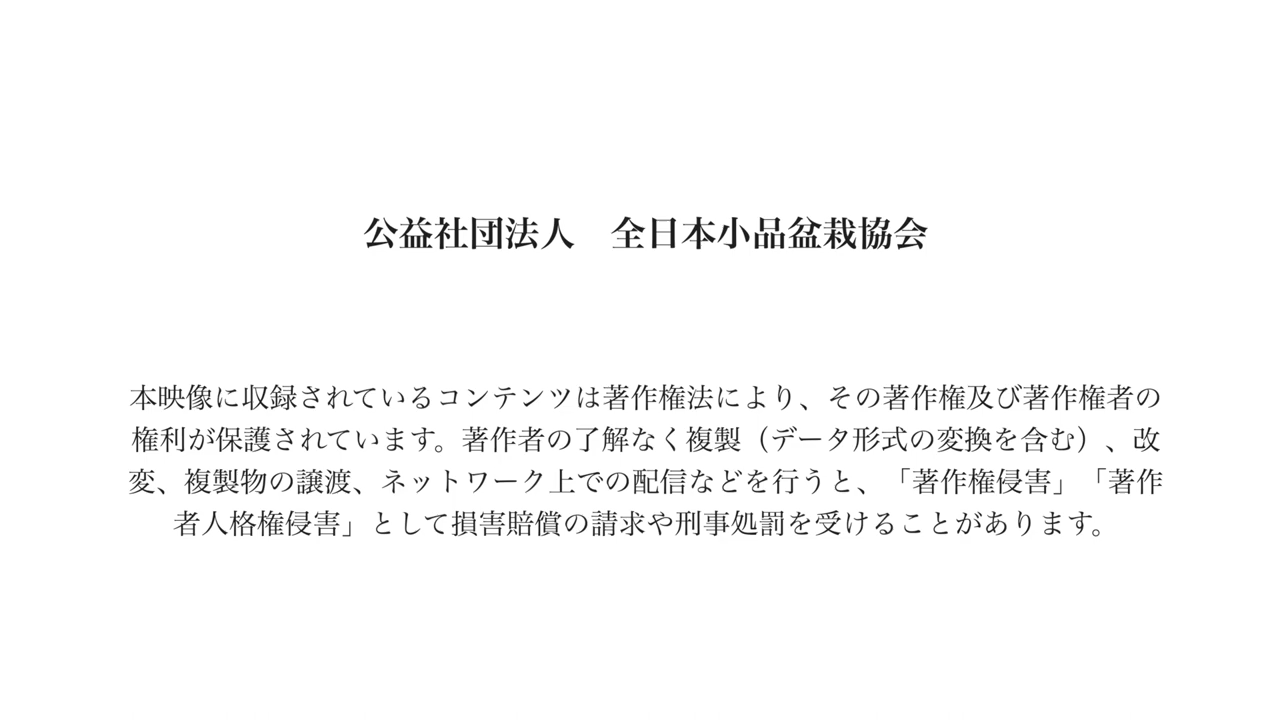 公益社団法人　全日本小品盆栽協会
本映像に収録されているコンテンツは著作権法により、その著作権及び著作権者の
権利が保護されています。著作者の了解なく複製（データ形式の変換を含む）、改
変、複製物の譲渡、ネットワーク上での配信などを行うと、「著作権侵害」「著作
者人格権侵害」として損害賠償の請求や刑事処罰を受けることがあります。